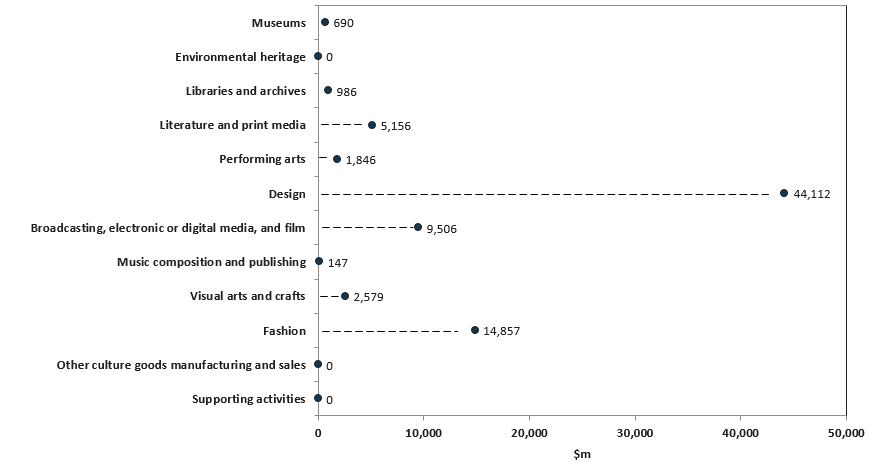 Museums 690
Environmental heritage 0
Libraries and archives 986
Literature and print media 5,156
Performing arts 1,846
Design 44,112
Broadcasting, electronic or digital media, and film 9,506
Music composition and publishing 147
Visual arts and crafts 2,579
Fashion 14,857
Other culture goods manufacturing and sales 0
Supporting activities 0
0 10,000 20,000 30,000 40,000 50,000
$m